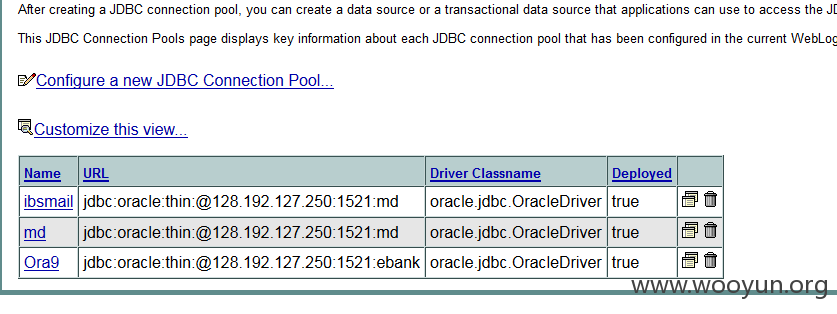 After creating a JDBC connection pool, you can create a data source or a transactional data source that applications can use to access the
This JDBC Connection Pools page displays key information about each JDBC connection pool that has been configured in the current
Configure a new JDBC Connection Pool...
Customize this view...
Name URL Driver Classname Deployed
ibsmail jdbc:oracle:thin:@128.192.127.250:1521:md oracle.jdbc.OracleDriver true
md jdbc:oracle:thin:@128.192.127.250:1521:md oracle.jdbc.OracleDriver true
Ora9 jdbc:oracle:thin:@128.192.127.250:1521:ebank oracle.jdbc.OracleDriver true
www.wooyun.org